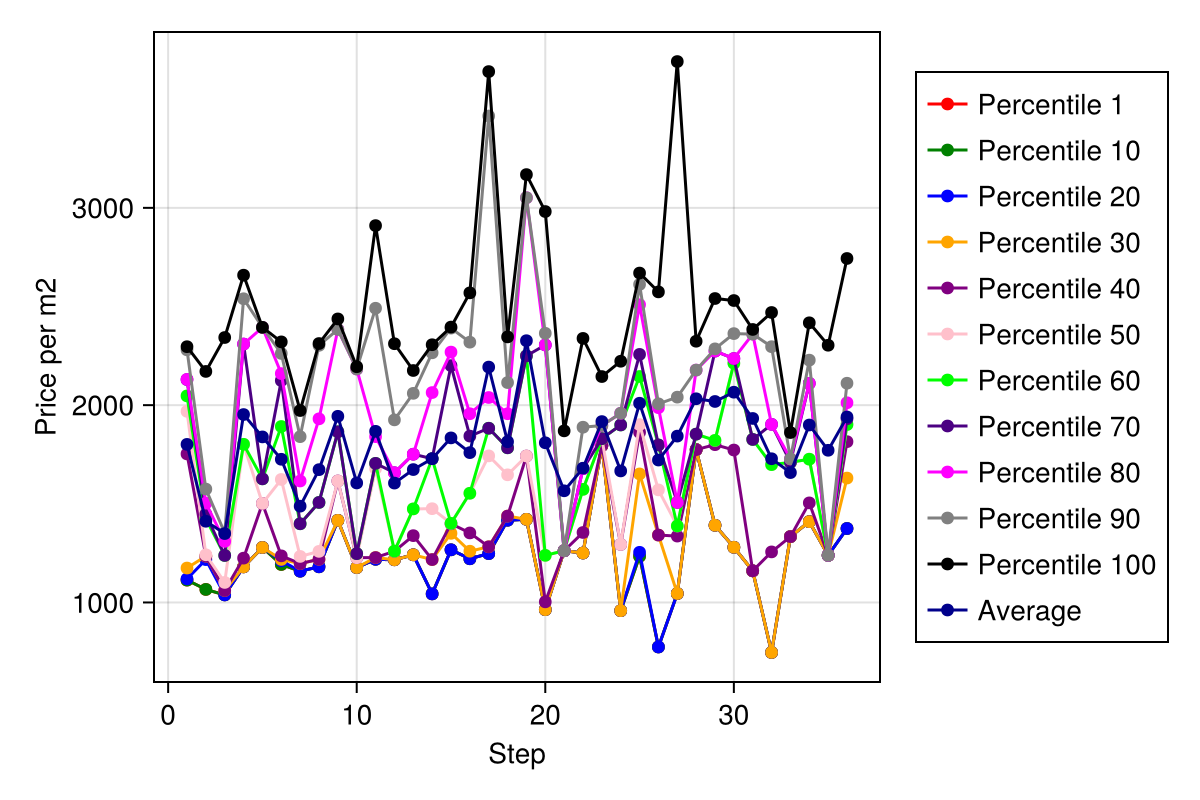 Price per m2
3000
2000
1000
0 10 20 30
Step
Percentile 1
Percentile 10
Percentile 20
Percentile 30
Percentile 40
Percentile 50
Percentile 60
Percentile 70
Percentile 80
Percentile 90
Percentile 100
Average